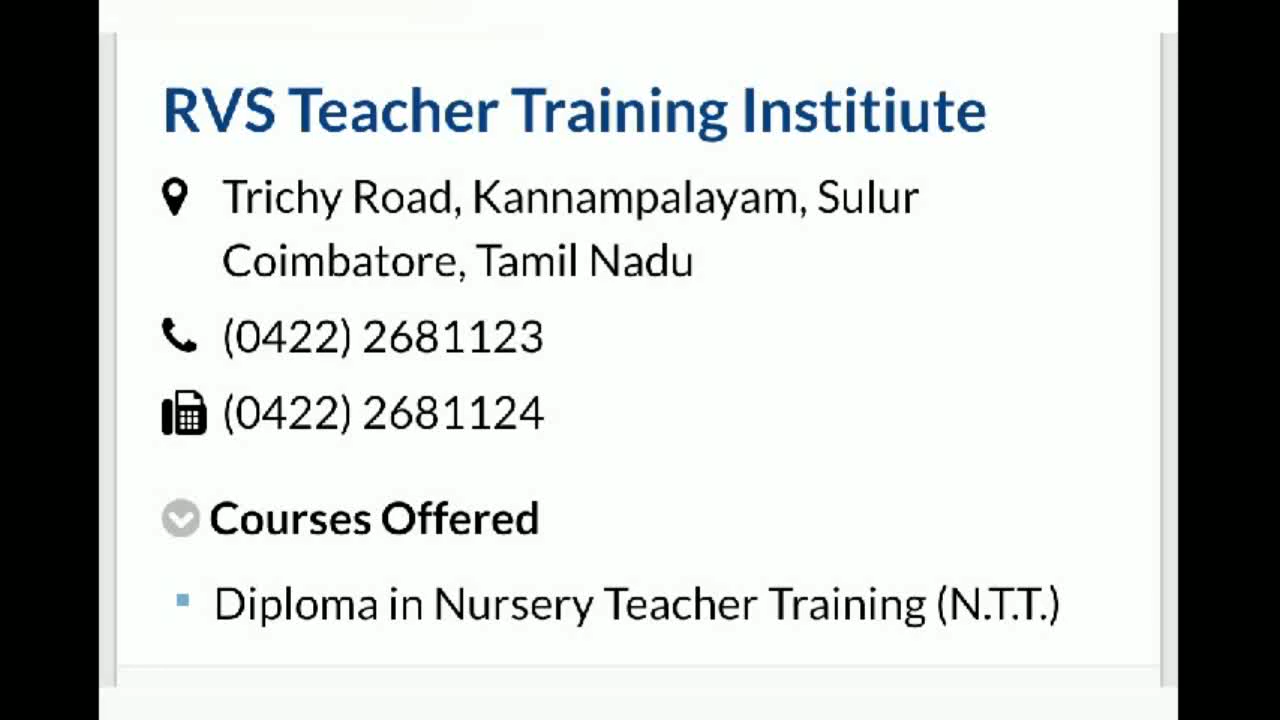 RVS Teacher Training Institiute
Trichy Road, Kannampalayam, Sulur
Coimbatore, Tamil Nadu
(0422) 2681123
(0422) 2681124
Courses Offered
Diploma in Nursery Teacher Training (N.T.T.)